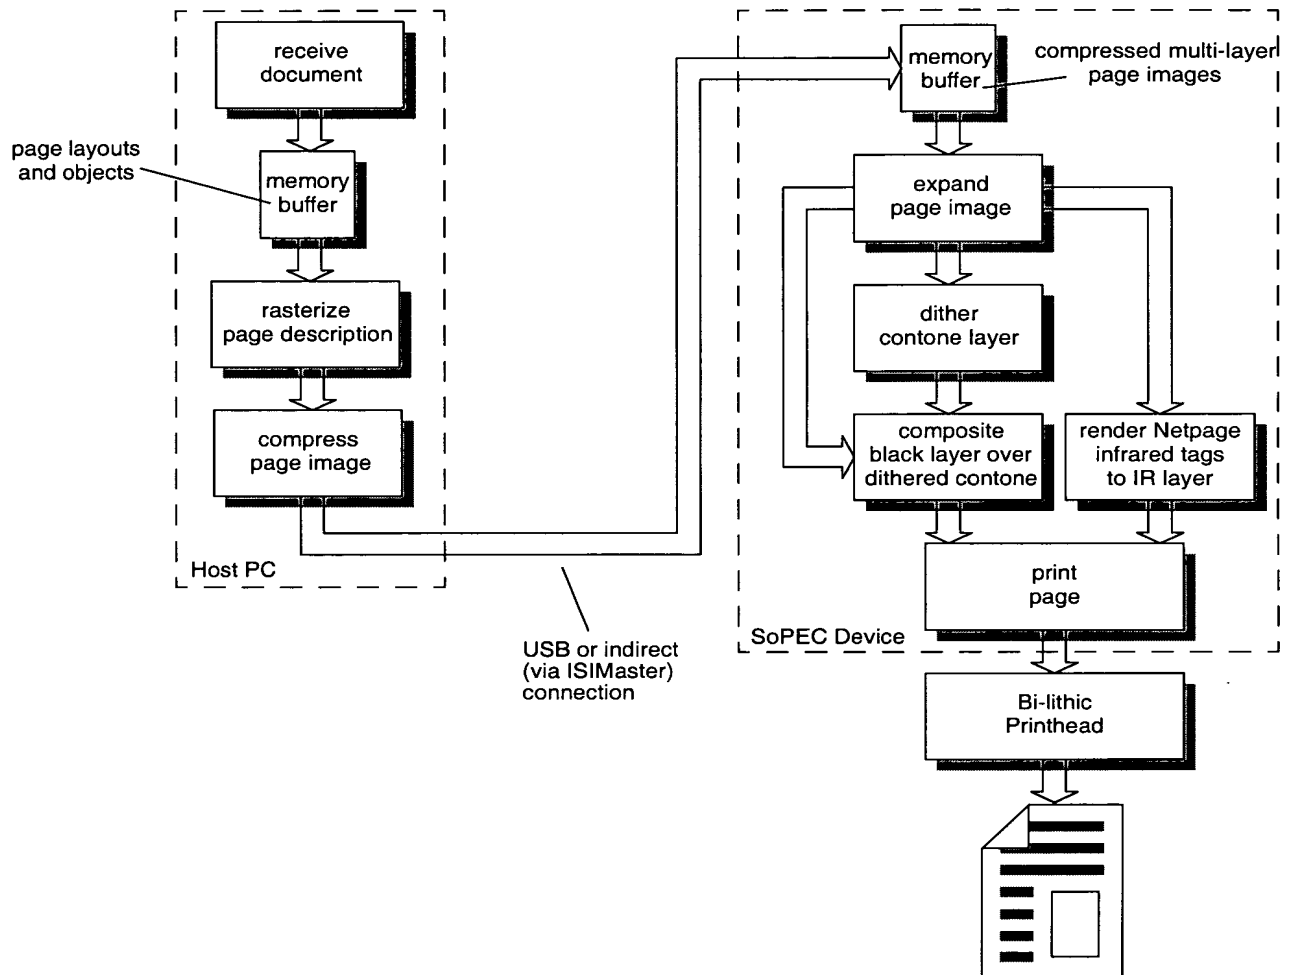 receive
document
page layouts
and objects
memory
buffer
rasterize
page description
compress
page image
Host PC
USB or indirect
(via ISIMaster)
connection
memory
buffer
compressed multi-layer
page images
expand
page image
dither
contone layer
composite
black layer over
dithered contone
render Netpage
infrared tags
to IR layer
print
page
SoPEC Device
Bi-lithic
Printhead